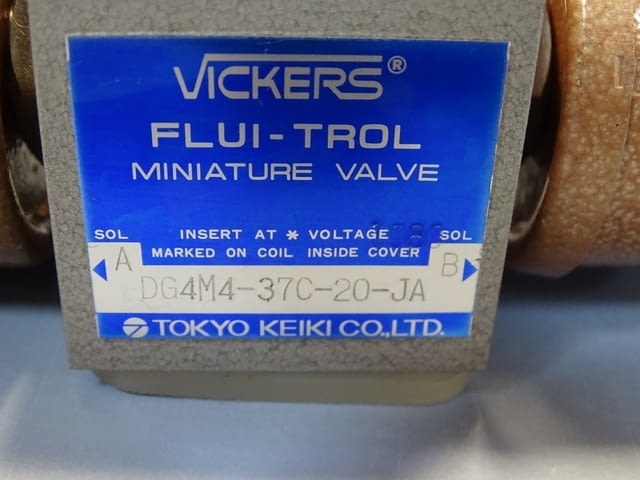 VICKERS®
FLUI-TROL
MINIATURE VALVE
SOL INSERT AT * VOLTAGE SOL
A MARKED ON COIL INSIDE COVER B
DG4M4-37C-20-JA
TOKYO KEIKI CO.,LTD.